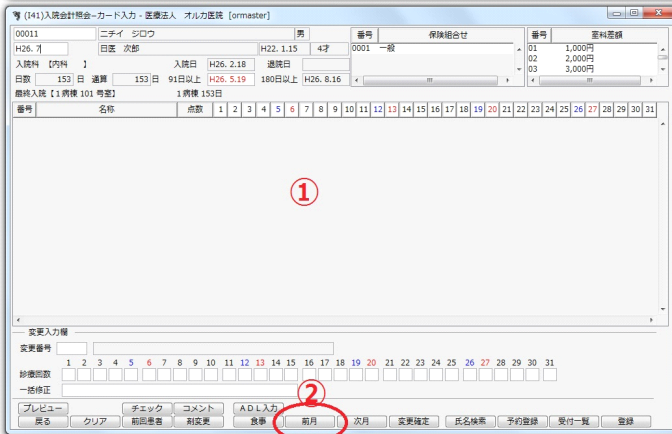 (I41)入院会計照会-カード入力 - 医療法人 オルカ医院 [ormaster]
00011 ニチイ ジロウ 男 番号 保険組合せ 番号 室料差額
H26. 7 日医 次郎 H22. 1.15 4才 0001 一般 01 1,000円
02 2,000円
入院科 【内科 】 入院日 H26. 2.18 退院日 03 3,000円
日数 153 日 通算 153 日 91日以上 H26. 5.19 180日以上 H26. 8.16
最終入院【1病棟 101 号室】 1病棟 153日
番号 名称 点数 1 2 3 4 5 6 7 8 9 10 11 12 13 14 15 16 17 18 19 20 21 22 23 24 25 26 27 28 29 30 31
①
変更入力欄
変更番号
1 2 3 4 5 6 7 8 9 10 11 12 13 14 15 16 17 18 19 20 21 22 23 24 25 26 27 28 29 30 31
診療回数
一括修正
②
プレビュー チェック コメント ADL入力
戻る クリア 前回患者 剤変更 食事 前月 次月 変更確定 氏名検索 予約登録 受付一覧 登録